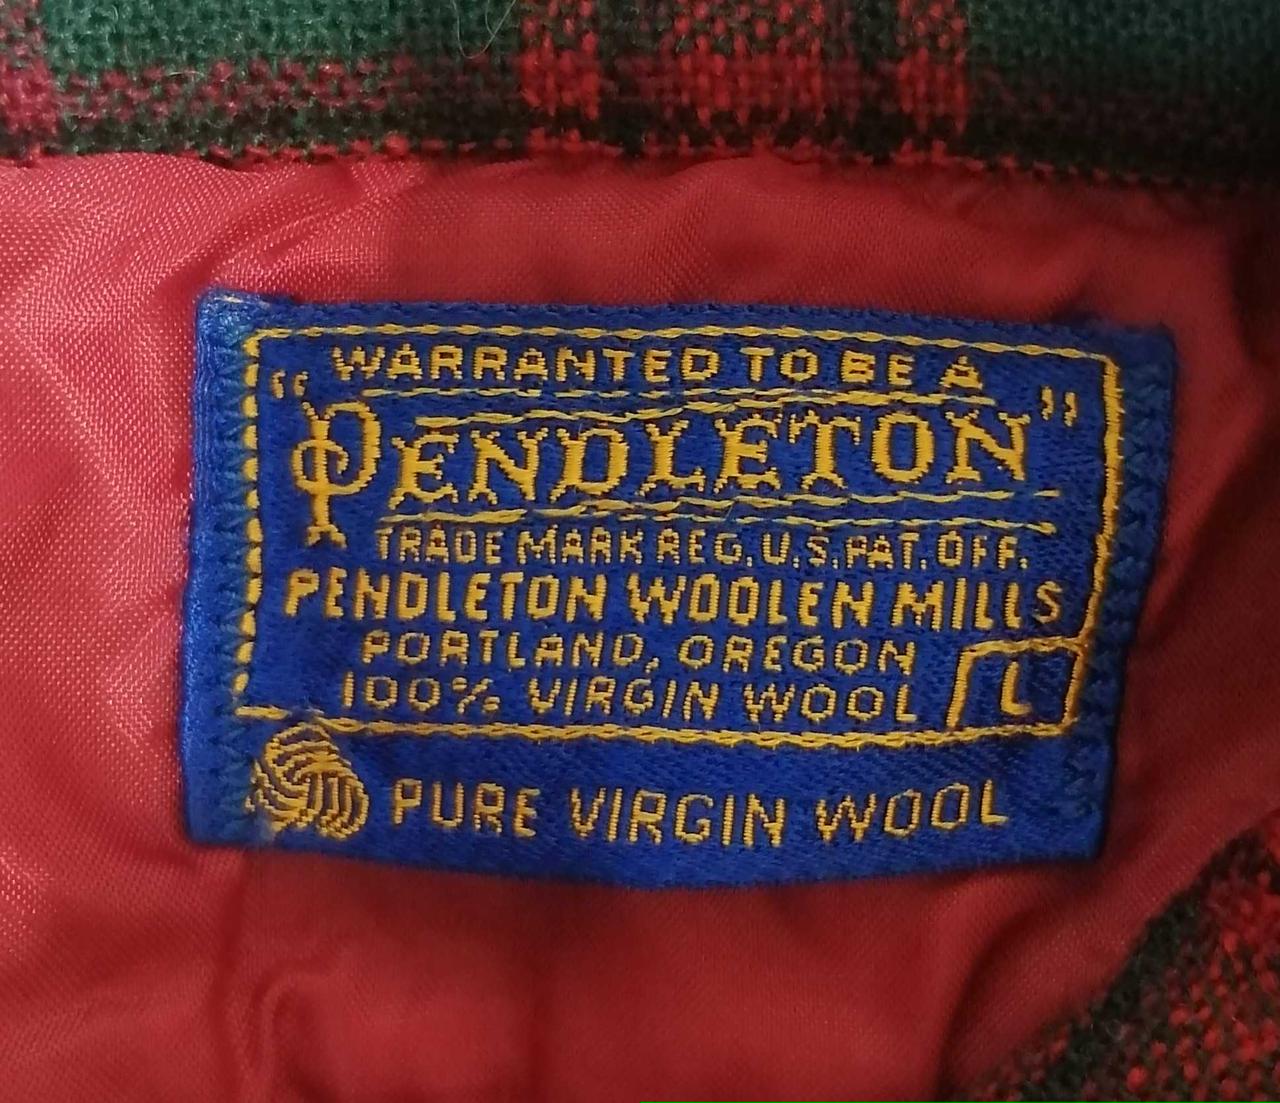 WARRANTED TO BE A
"PENDLETON"
TRADE MARK REG. U.S. PAT. OFF.
PENDLETON WOOLEN MILLS
PORTLAND, OREGON
100% VIRGIN WOOL L
PURE VIRGIN WOOL